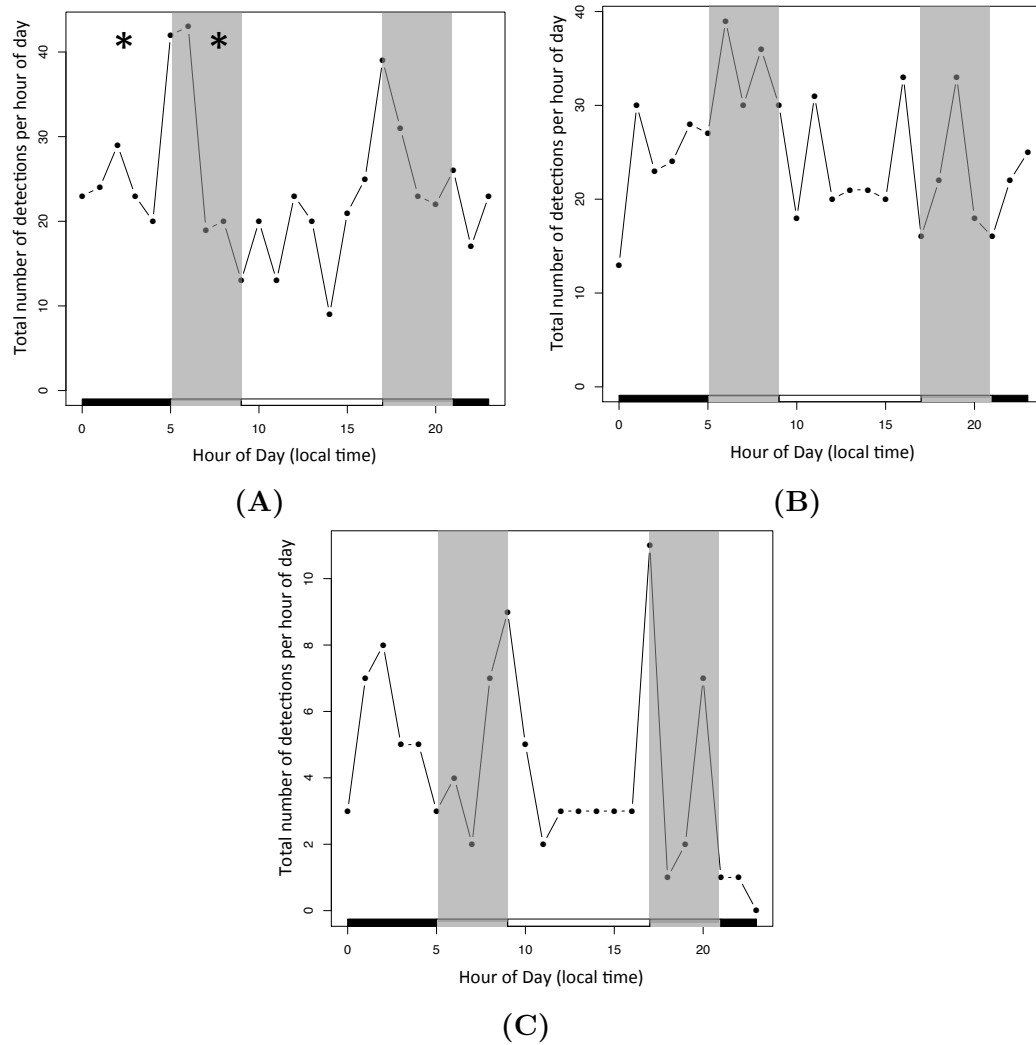 * *
Total number of detections per hour of day
0 10 20 30 40
0 5 10 15 20
Hour of Day (local time)
(A)
Total number of detections per hour of day
0 10 20 30 40
0 5 10 15 20
Hour of Day (local time)
(B)
Total number of detections per hour of day
0 2 4 6 8 10
0 5 10 15 20
Hour of Day (local time)
(C)